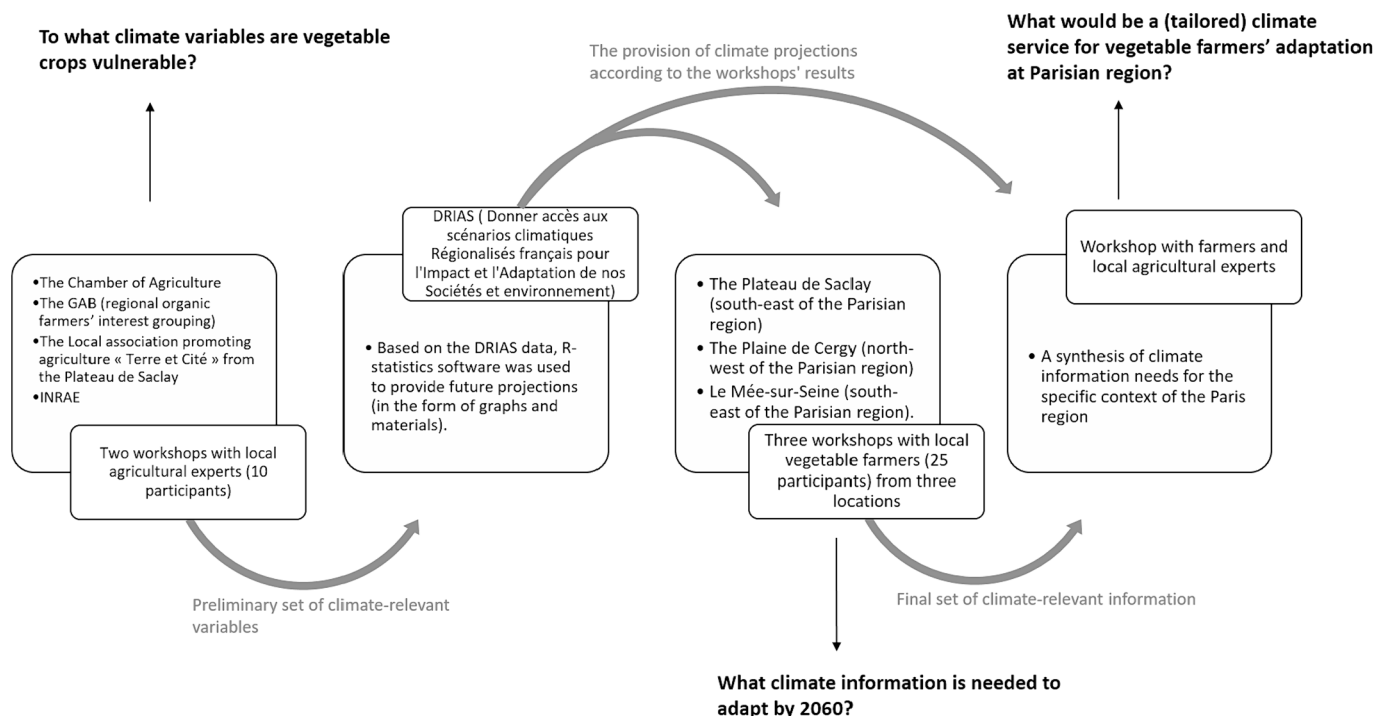 To what climate variables are vegetable
crops vulnerable?
The provision of climate projections
according to the workshops' results
What would be a (tailored) climate
service for vegetable farmers' adaptation
at Parisian region?
•The Chamber of Agriculture
•The GAB (regional organic
farmers' interest grouping)
•The Local association promoting
agriculture « Terre et Cité » from
the Plateau de Saclay
•INRAE
Two workshops with local
agricultural experts (10
participants)
Preliminary set of climate-relevant
variables
DRIAS ( Donner accès aux
scénarios climatiques
Régionalisés français pour
l'Impact et l'Adaptation de nos
Sociétés et environnement)
• Based on the DRIAS data, R-
statistics software was used
to provide future projections
(in the form of graphs and
materials).
• The Plateau de Saclay
(south-east of the Parisian
region)
• The Plaine de Cergy (north-
west of the Parisian region)
• Le Mée-sur-Seine (south-
east of the Parisian region).
Three workshops with local
vegetable farmers (25
participants) from three
locations
Final set of climate-relevant information
What climate information is needed to
adapt by 2060?
Workshop with farmers and
local agricultural experts
• A synthesis of climate
information needs for the
specific context of the Paris
region